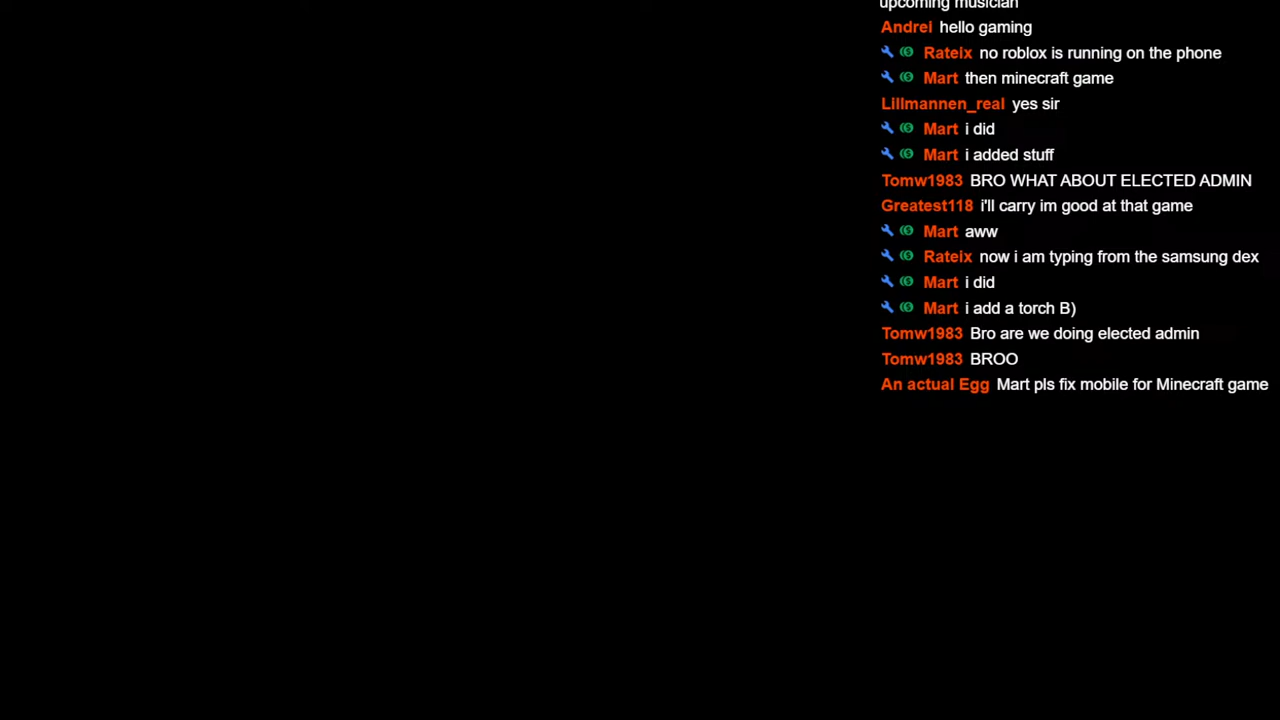 upcoming musician
Andrei hello gaming
Rateix no roblox is running on the phone
Mart then minecraft game
Lillmannen_real yes sir
Mart i did
Mart i added stuff
Tomw1983 BRO WHAT ABOUT ELECTED ADMIN
Greatest118 i'll carry im good at that game
Mart aww
Rateix now i am typing from the samsung dex
Mart i did
Mart i add a torch B)
Tomw1983 Bro are we doing elected admin
Tomw1983 BROO
An actual Egg Mart pls fix mobile for Minecraft game